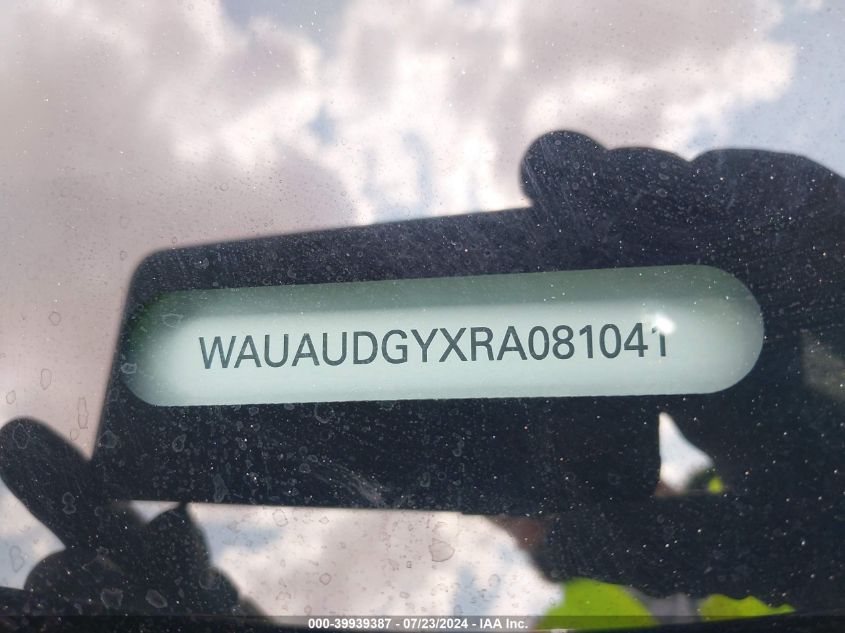 WAUAUDGYXRA081041
000-39939387 - 07/23/2024 - IAA Inc.